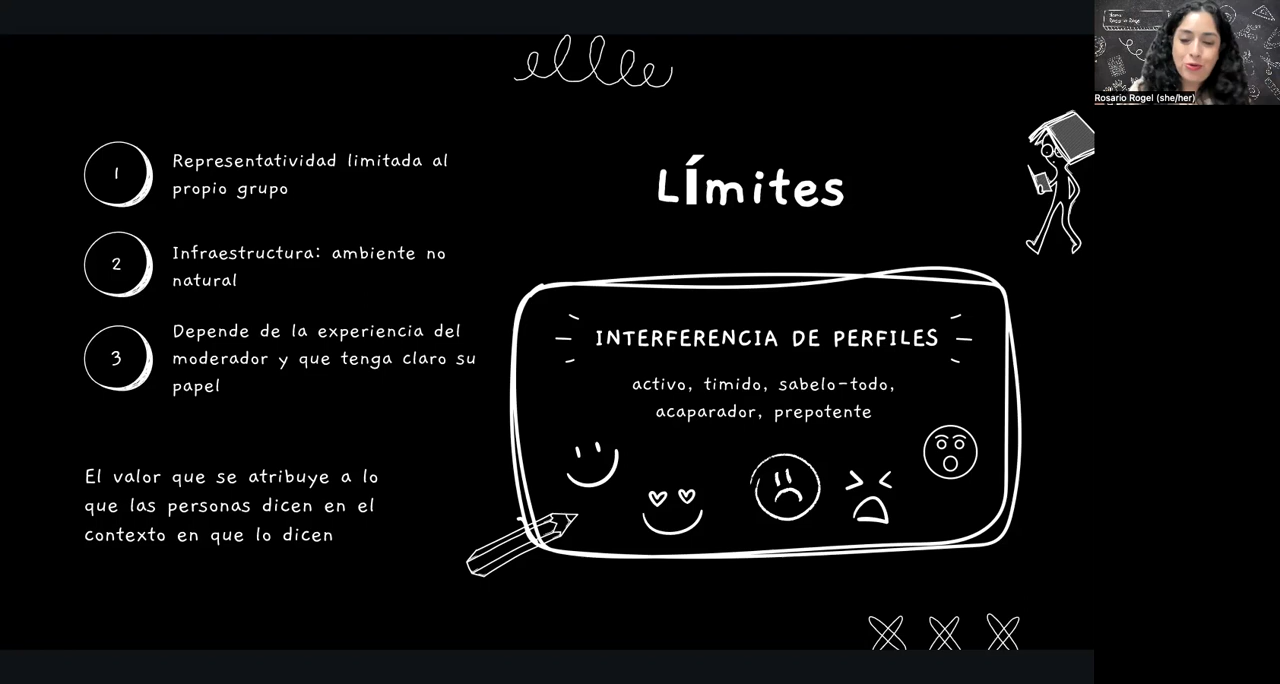 Rosario Rogel (she/her)
Límites
1
Representatividad limitada al
propio grupo
2
Infraestructura: ambiente no
natural
3
Depende de la experiencia del
moderador y que tenga claro su
papel
El valor que se atribuye a lo
que las personas dicen en el
contexto en que lo dicen
INTERFERENCIA DE PERFILES
activo, timido, sabelo-todo,
acaparador, prepotente